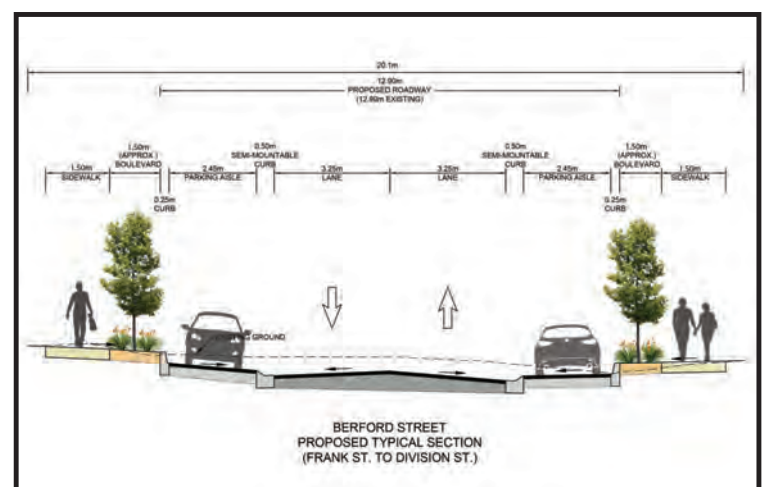 20.1m
12.90m
PROPOSED ROADWAY
(12.80m EXISTING)
1.50m
SIDEWALK
1.50m
(APPROX.)
BOULEVARD
0.25m
CURB
2.45m
PARKING AISLE
0.50m
SEMI-MOUNTABLE
CURB
3.25m
LANE
3.25m
LANE
0.50m
SEMI-MOUNTABLE
CURB
2.45m
PARKING AISLE
0.25m
CURB
1.50m
(APPROX.)
BOULEVARD
1.50m
SIDEWALK
GROUND
BERFORD STREET
PROPOSED TYPICAL SECTION
(FRANK ST. TO DIVISION ST.)